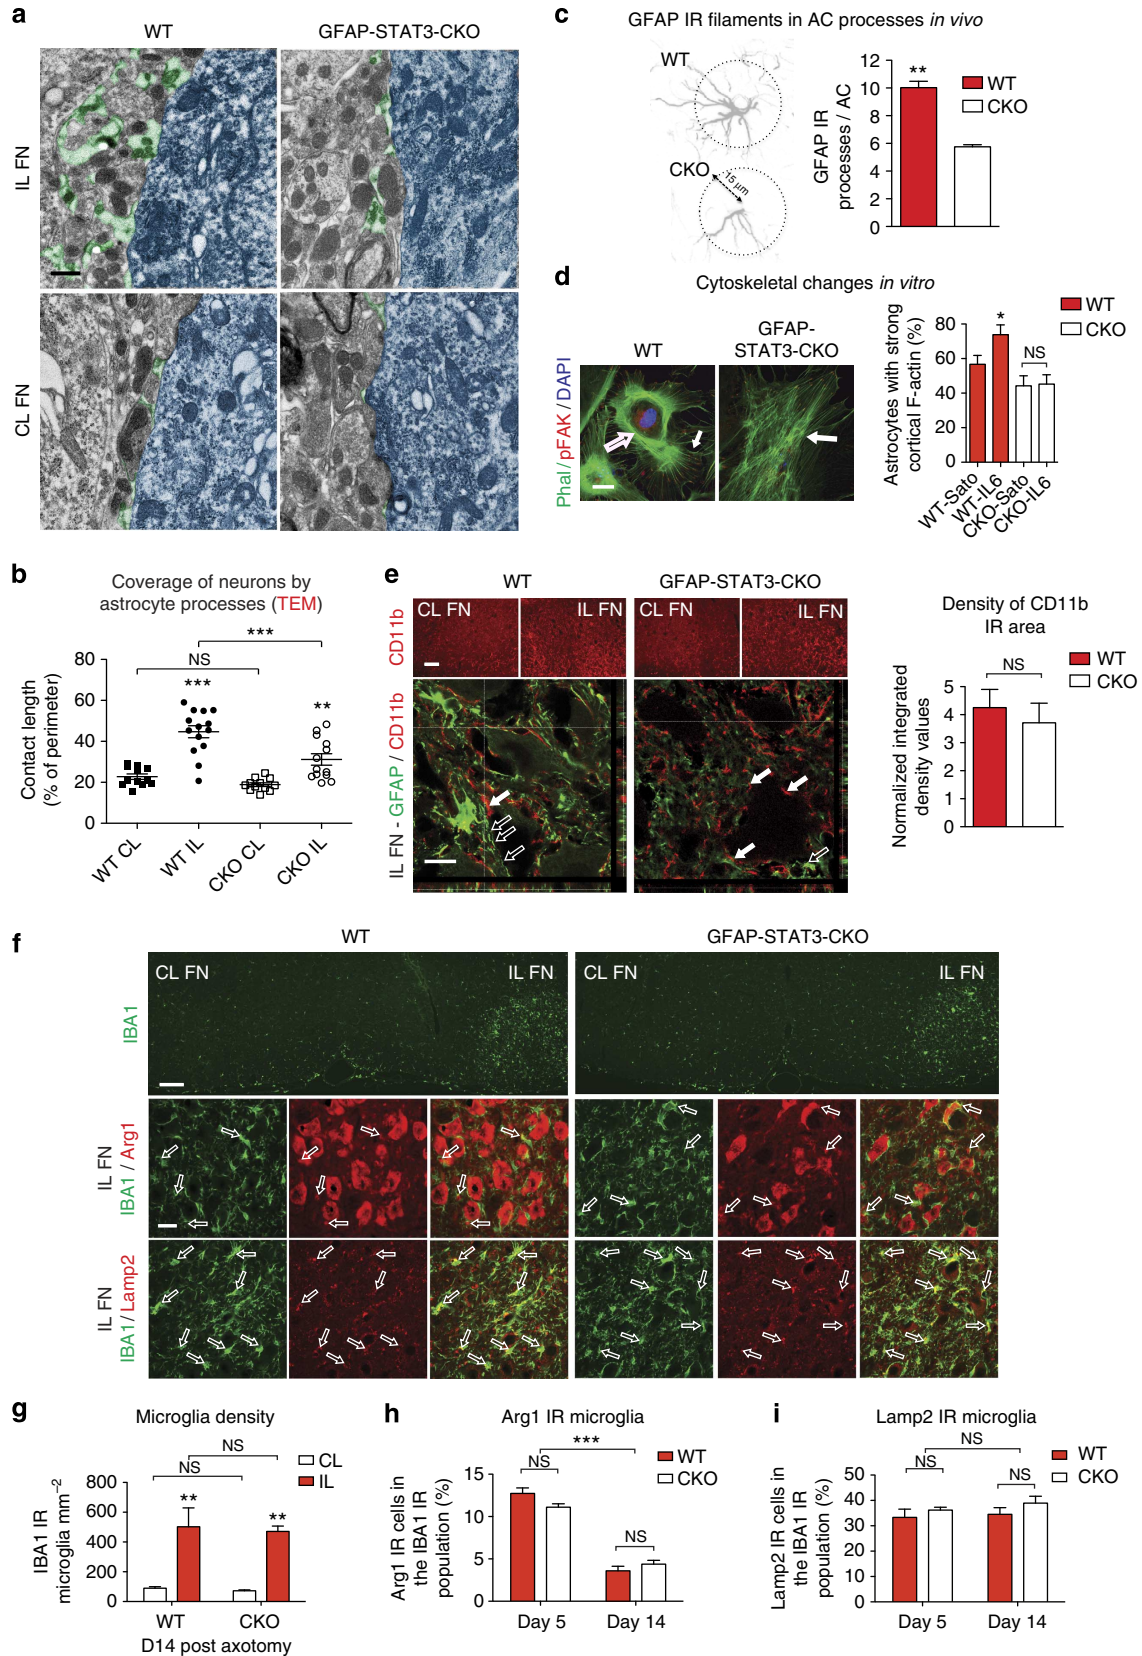 a
WT
GFAP-STAT3-CKO
IL FN
CL FN
b
Coverage of neurons by
astrocyte processes (TEM)
***
NS
***
**
Contact length
(% of perimeter)
80
60
40
20
0
WT CL
WT IL
CKO CL
CKO IL
c
GFAP IR filaments in AC processes in vivo
WT
CKO
15 µm
GFAP IR
processes / AC
12
10
8
6
4
2
0
**
WT
CKO
d
Cytoskeletal changes in vitro
WT
GFAP-
STAT3-CKO
Phal/pFAK/DAPI
Astrocytes with strong
cortical F-actin (%)
80
60
40
20
0
*
NS
WT
CKO
WT-Sato
WT-IL6
CKO-Sato
CKO-IL6
e
WT
GFAP-STAT3-CKO
CL FN
IL FN
CL FN
IL FN
CD11b
IL FN - GFAP / CD11b
Density of CD11b
IR area
NS
WT
CKO
Normalized integrated
density values
5
4
3
2
1
0
f
WT
GFAP-STAT3-CKO
CL FN
IL FN
CL FN
IL FN
IBA1
IL FN
IBA1 / Arg1
IL FN
IBA1/Lamp2
g
Microglia density
NS
NS
CL
IL
**
**
IBA1 IR
microglia mm−2
800
600
400
200
0
WT
CKO
D14 post axotomy
h
Arg1 IR microglia
***
NS
NS
WT
CKO
Arg1 IR cells in
the IBA1 IR
population (%)
15
10
5
0
Day 5
Day 14
i
Lamp2 IR microglia
NS
NS
NS
WT
CKO
Lamp2 IR cells in
the IBA1 IR
population (%)
50
40
30
20
10
0
Day 5
Day 14